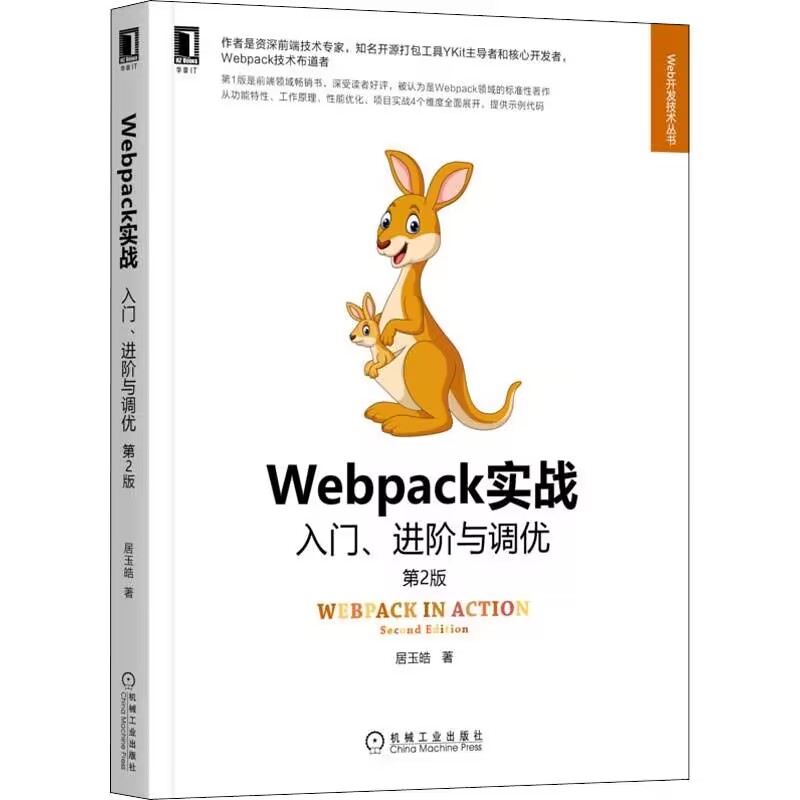 华章IT
Webpack实战
入门、进阶与调优
第2版
居玉皓 著
机械工业出版社
China Machine Press
华章IT
作者是资深前端技术专家，知名开源打包工具YKit主导者和核心开发者，
Webpack技术布道者
第1版是前端领域畅销书，深受读者好评，被认为是Webpack领域的标准性著作
从功能特性、工作原理、性能优化、项目实战4个维度全面展开，提供示例代码
Web开发技术丛书
Webpack实战
入门、进阶与调优
第2版
WEBPACK IN ACTION
Second Edition
居玉皓 著
机械工业出版社
China Machine Press